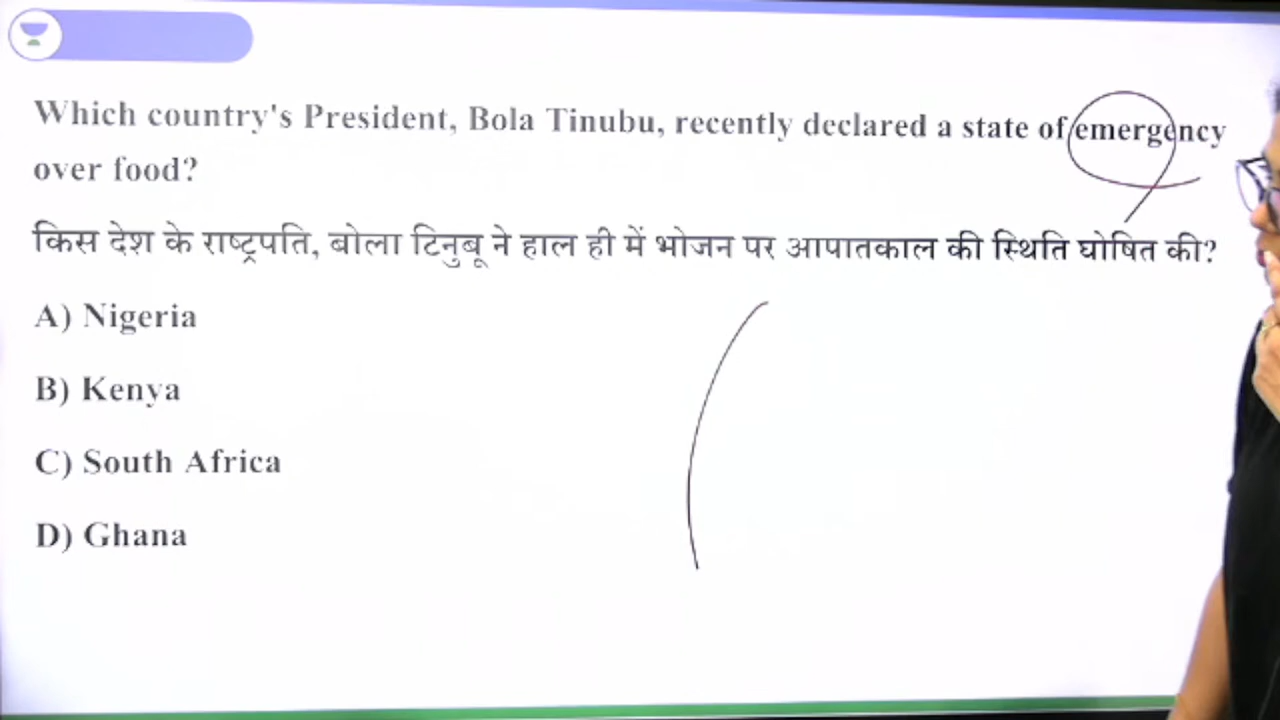 Which country's President, Bola Tinubu, recently declared a state of emergency
over food?
किस देश के राष्ट्रपति, बोला टिनुबू ने हाल ही में भोजन पर आपातकाल की स्थिति घोषित की?
A) Nigeria
B) Kenya
C) South Africa
D) Ghana